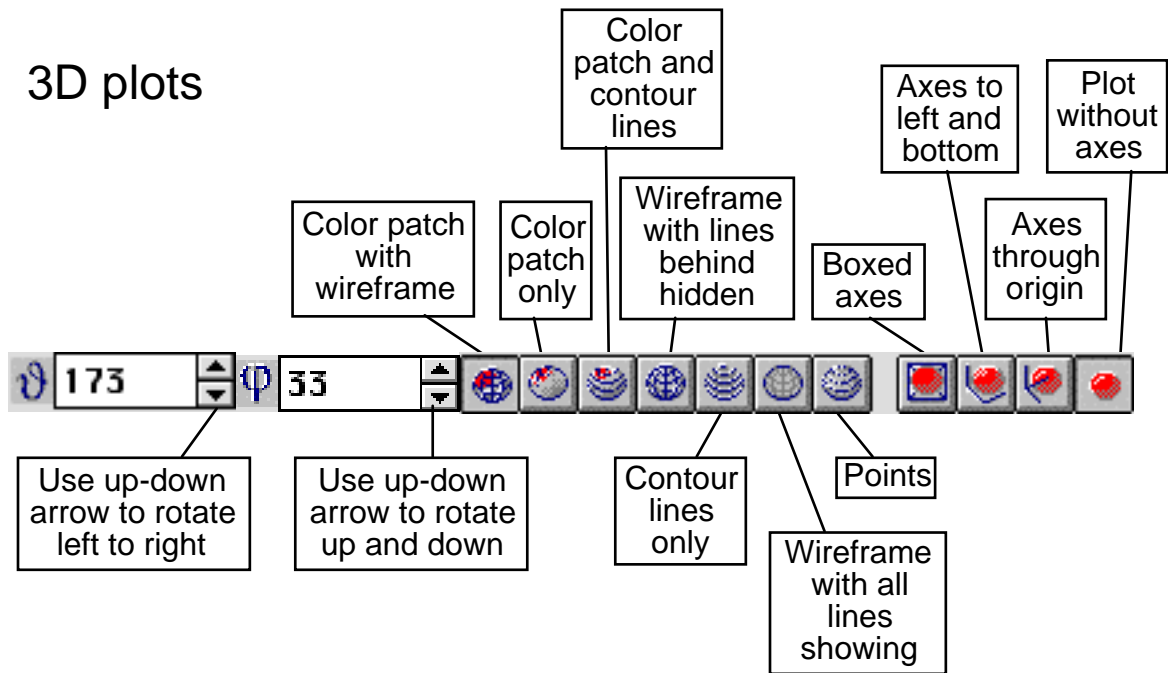 3D plots
Color
patch and
contour
lines
Axes to
left and
bottom
Plot
without
axes
Color patch
with
wireframe
Color
patch
only
Wireframe
with lines
behind
hidden
Boxed
axes
Axes
through
origin
ϑ 173 φ 33
Use up-down
arrow to rotate
left to right
Use up-down
arrow to rotate
up and down
Contour
lines
only
Points
Wireframe
with all
lines
showing